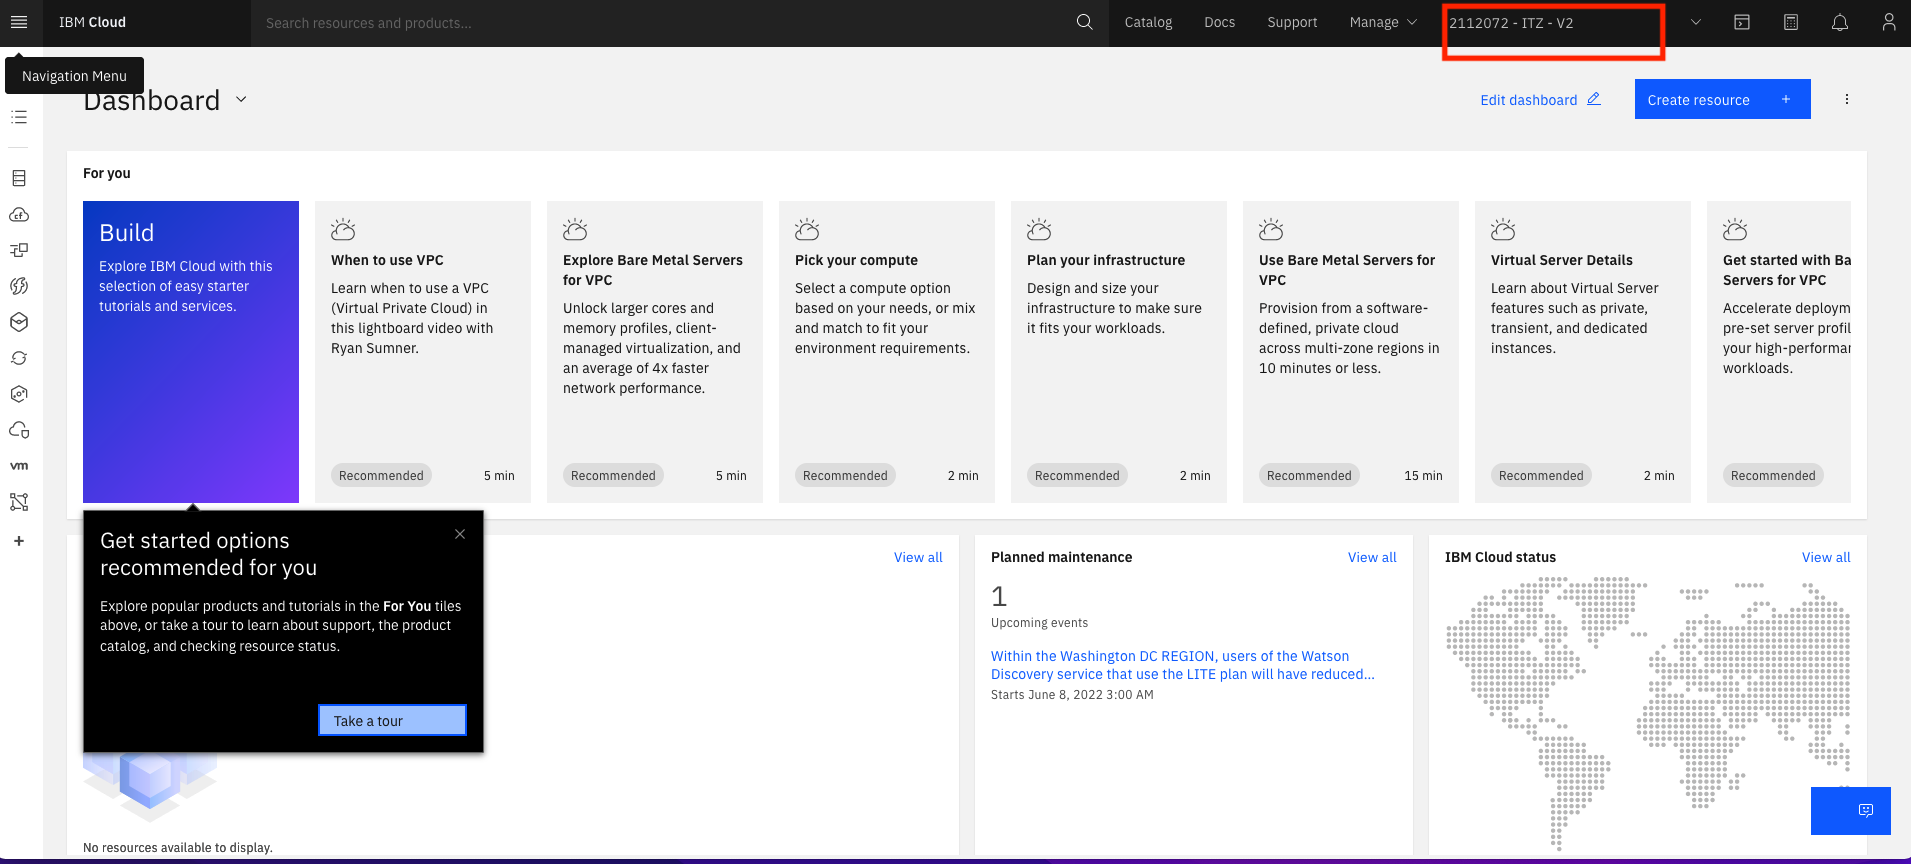 IBM Cloud
Search resources and products...
Catalog
Docs
Support
Manage
2112072 - ITZ - V2
Navigation Menu
Dashboard
Edit dashboard
Create resource +
For you
Build
Explore IBM Cloud with this
selection of easy starter
tutorials and services.
When to use VPC
Learn when to use a VPC
(Virtual Private Cloud) in
this lightboard video with
Ryan Sumner.
Recommended
5 min
Explore Bare Metal Servers
for VPC
Unlock larger cores and
memory profiles, client-
managed virtualization, and
an average of 4x faster
network performance.
Recommended
5 min
Pick your compute
Select a compute option
based on your needs, or mix
and match to fit your
environment requirements.
Recommended
2 min
Plan your infrastructure
Design and size your
infrastructure to make sure
it fits your workloads.
Recommended
2 min
Use Bare Metal Servers for
VPC
Provision from a software-
defined, private cloud
across multi-zone regions in
10 minutes or less.
Recommended
15 min
Virtual Server Details
Learn about Virtual Server
features such as private,
transient, and dedicated
instances.
Recommended
2 min
Get started with Ba
Servers for VPC
Accelerate deploym
pre-set server profil
your high-performar
workloads.
Recommended
cf
vm
+
Get started options
recommended for you
Explore popular products and tutorials in the For You tiles
above, or take a tour to learn about support, the product
catalog, and checking resource status.
Take a tour
View all
No resources available to display.
Planned maintenance
View all
1
Upcoming events
Within the Washington DC REGION, users of the Watson
Discovery service that use the LITE plan will have reduced...
Starts June 8, 2022 3:00 AM
IBM Cloud status
View all